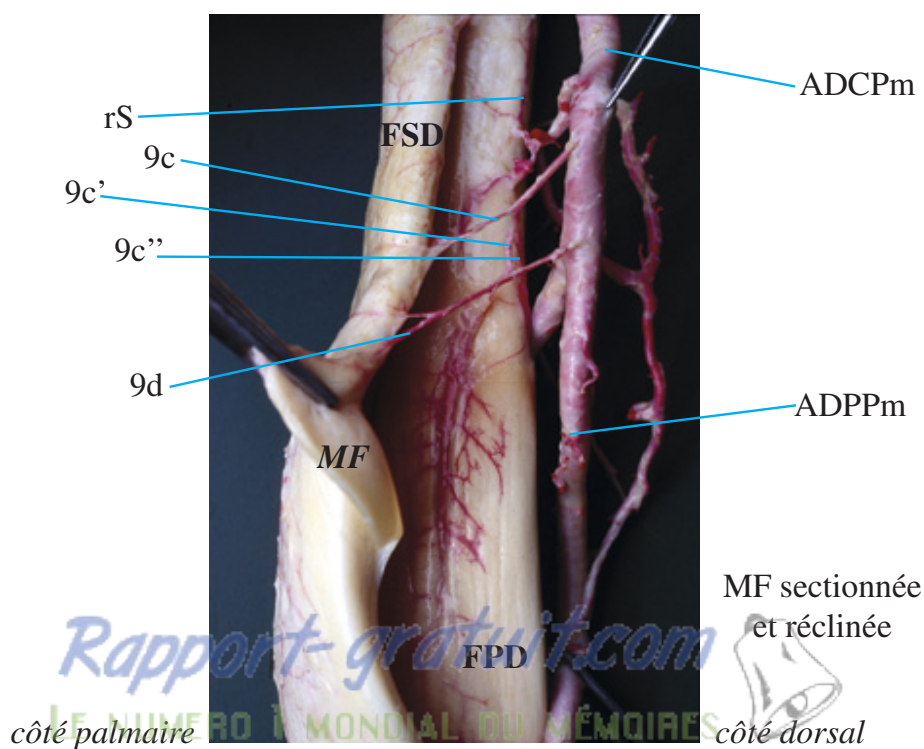 ADCPm
rS
FSD
9c
9c’
9c’’
9d
ADPPm
MF
MF sectionnée
et réclinée
FPD
Rapport-gratuit.com
LE NUMERO 1 MONDIAL DU MÉMOIRES
côté palmaire
côté dorsal